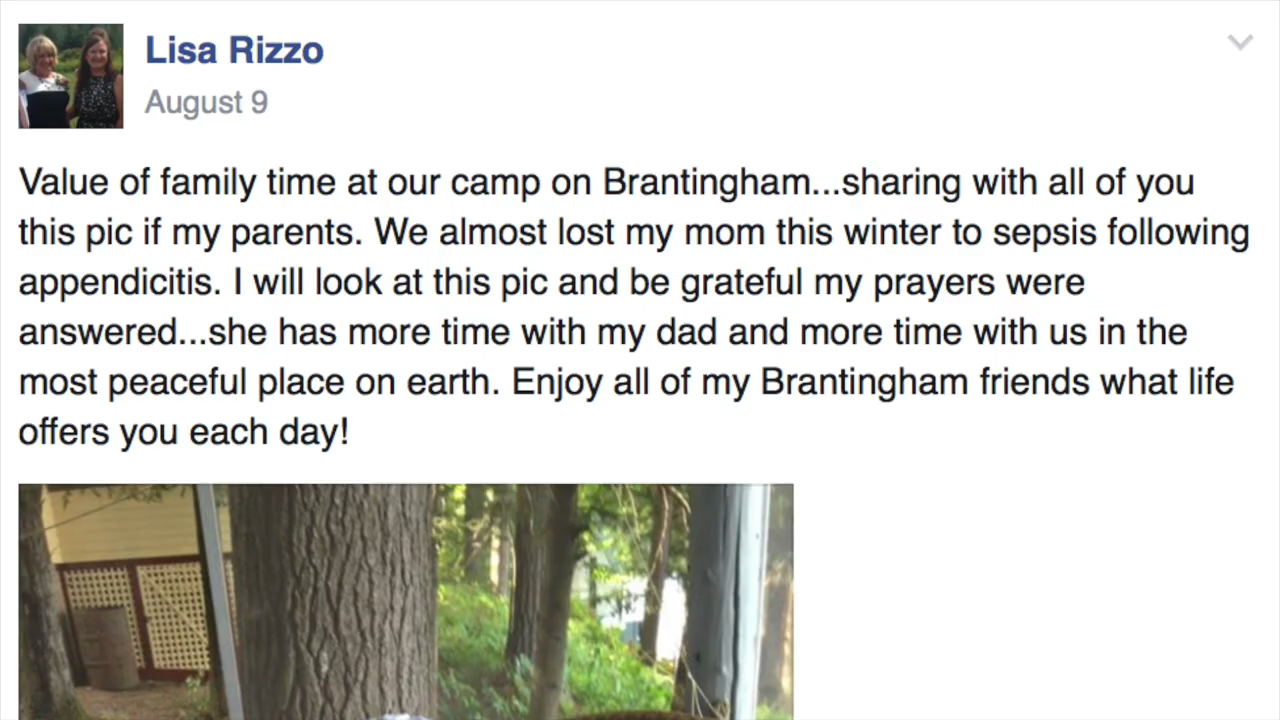 Lisa Rizzo
August 9
Value of family time at our camp on Brantingham...sharing with all of you
this pic if my parents. We almost lost my mom this winter to sepsis following
appendicitis. I will look at this pic and be grateful my prayers were
answered...she has more time with my dad and more time with us in the
most peaceful place on earth. Enjoy all of my Brantingham friends what life
offers you each day!